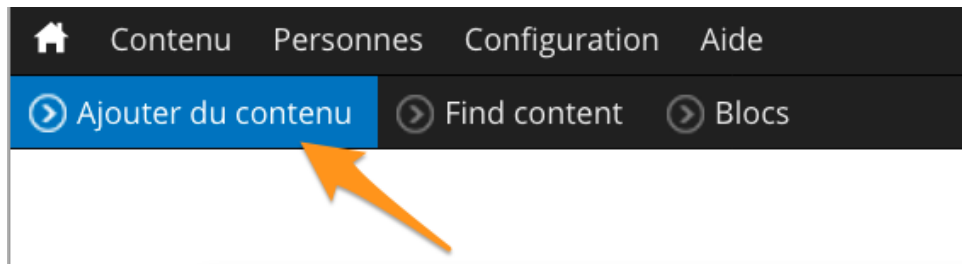 Contenu Personnes Configuration Aide
Ajouter du contenu Find content Blocs